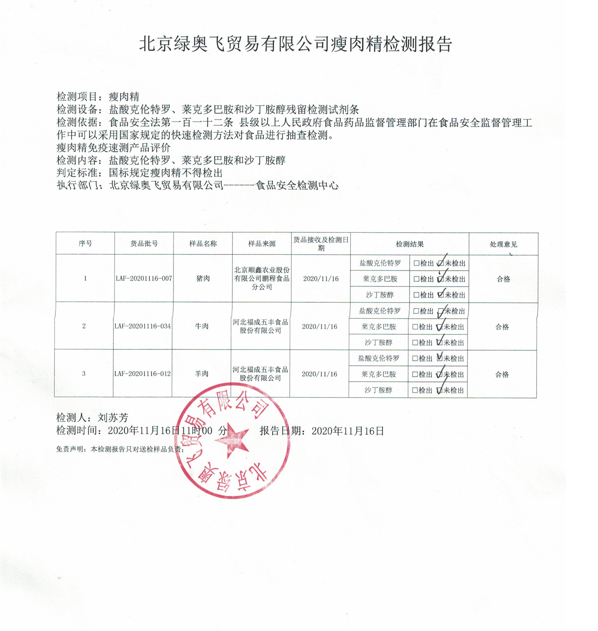 北京绿奥飞贸易有限公司瘦肉精检测报告
检测项目：瘦肉精
检测设备：盐酸克伦特罗、莱克多巴胺和沙丁胺醇残留检测试剂条
检测依据：食品安全法第一百一十二条 县级以上人民政府食品药品监督管理部门在食品安全监督管理工
作中可以采用国家规定的快速检测方法对食品进行抽查检测。
瘦肉精免疫速测产品评价
检测内容：盐酸克伦特罗、莱克多巴胺和沙丁胺醇
判定标准：国标规定瘦肉精不得检出
执行部门：北京绿奥飞贸易有限公司——————食品安全检测中心
序号 货品批号 样品名称 样品来源 货品接收及检测日期 检测结果 处理意见
1 LAF-20201116-007 猪肉 北京顺鑫农业股份有限公司鹏程食品分公司 2020/11/16 盐酸克伦特罗 □检出 ☑未检出 合格
莱克多巴胺 □检出 ☑未检出
沙丁胺醇 □检出 ☑未检出
2 LAF-20201116-034 牛肉 河北福成五丰食品股份有限公司 2020/11/16 盐酸克伦特罗 □检出 ☑未检出 合格
莱克多巴胺 □检出 ☑未检出
沙丁胺醇 □检出 ☑未检出
3 LAF-20201116-012 羊肉 河北福成五丰食品股份有限公司 2020/11/16 盐酸克伦特罗 □检出 ☑未检出 合格
莱克多巴胺 □检出 ☑未检出
沙丁胺醇 □检出 ☑未检出
检测人：刘苏芳
检测时间：2020年11月16日11时00 分 报告日期：2020年11月16日
免责声明：本检测报告只对送检样品负责。
北京绿奥飞贸易有限公司